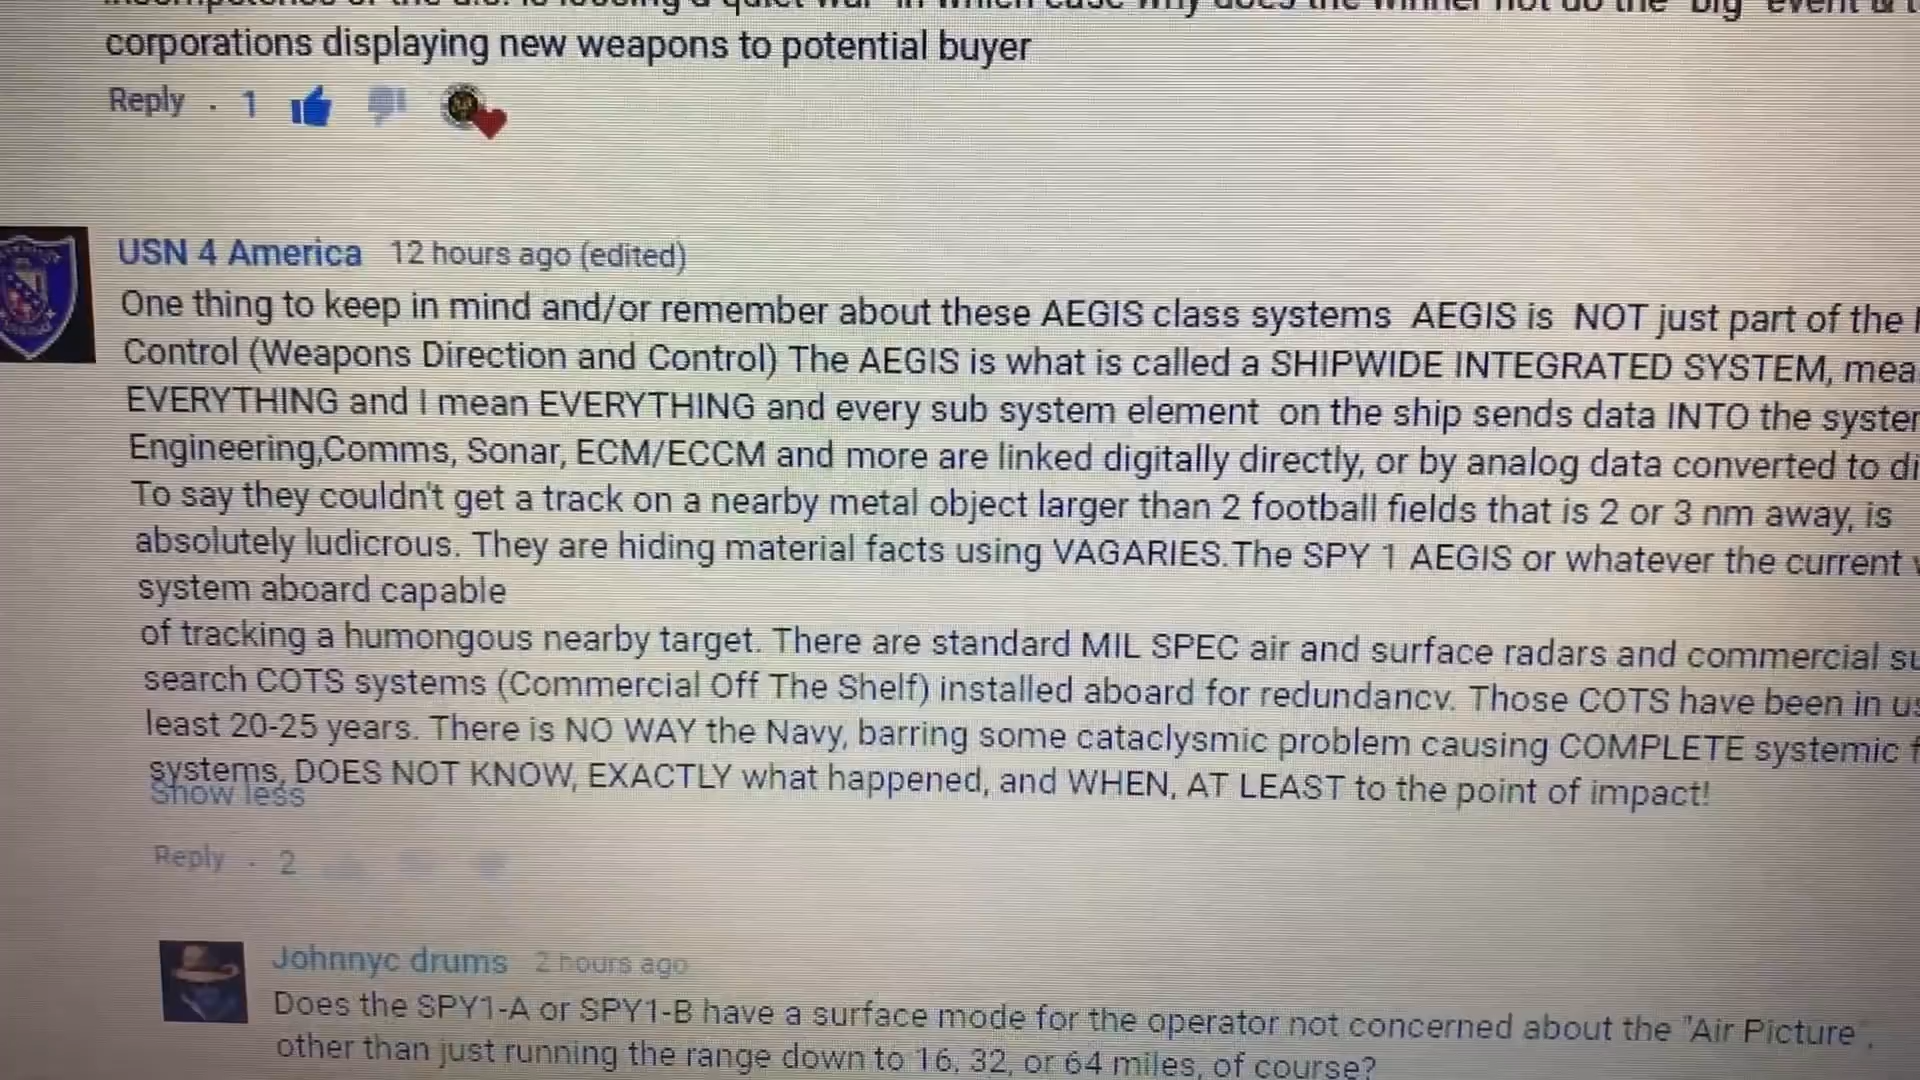 corporations displaying new weapons to potential buyer
Reply · 1
USN 4 America 12 hours ago (edited)
One thing to keep in mind and/or remember about these AEGIS class systems AEGIS is NOT just part of the
Control (Weapons Direction and Control) The AEGIS is what is called a SHIPWIDE INTEGRATED SYSTEM,
EVERYTHING and I mean EVERYTHING and every sub system element on the ship sends data INTO the
Engineering,Comms, Sonar, ECM/ECCM and more are linked digitally directly, or by analog data converted to
To say they couldn't get a track on a nearby metal object larger than 2 football fields that is 2 or 3 nm away, is
absolutely ludicrous. They are hiding material facts using VAGARIES.The SPY 1 AEGIS or whatever the current
system aboard capable
of tracking a humongous nearby target. There are standard MIL SPEC air and surface radars and commercial
search COTS systems (Commercial Off The Shelf) installed aboard for redundancy. Those COTS have been in
least 20-25 years. There is NO WAY the Navy, barring some cataclysmic problem causing COMPLETE systemic
systems, DOES NOT KNOW, EXACTLY what happened, and WHEN, AT LEAST to the point of impact!
Show less
Reply · 2
Johnnyc drums 2 hours ago
Does the SPY1-A or SPY1-B have a surface mode for the operator not concerned about the "Air Picture",
other than just running the range down to 16, 32, or 64 miles, of course?